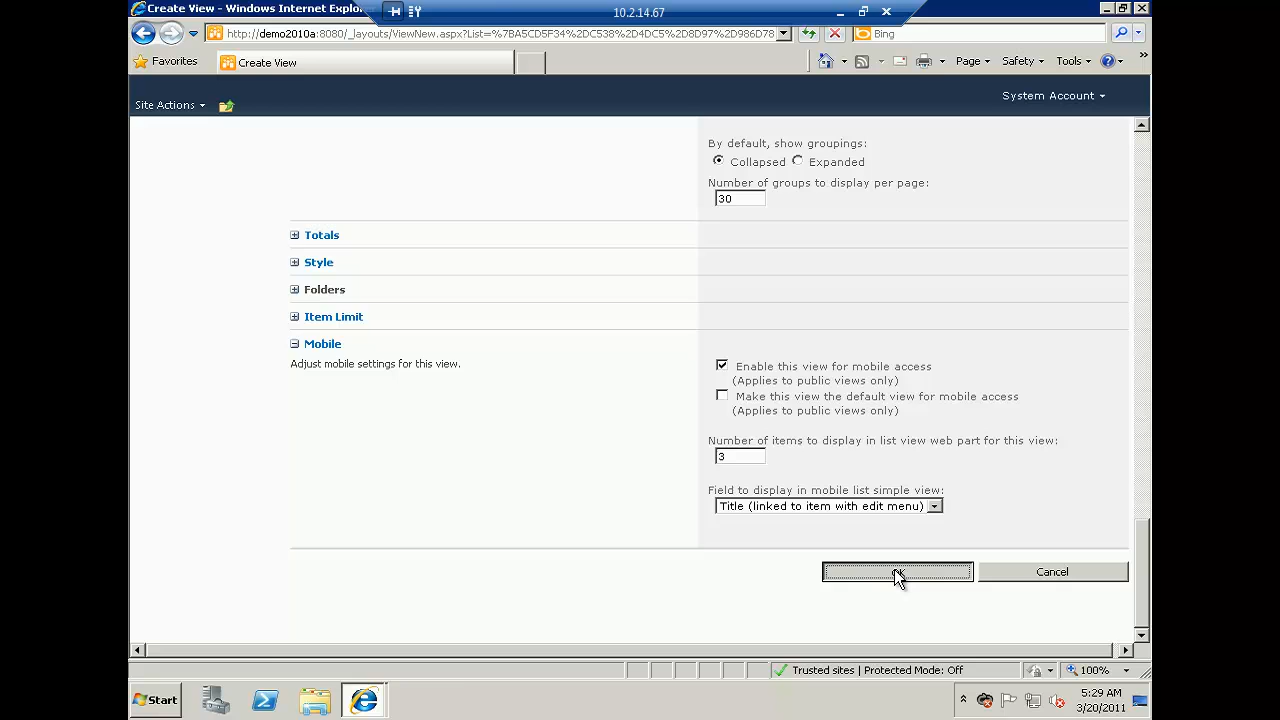 Create View - Windows Internet Explo
10.2.14.67
http://demo2010a:8080/_layouts/ViewNew.aspx?List=%7BA5CD5F34%2DC538%2D4DC5%2D8D97%2D986D78
Bing
Favorites
Create View
Page
Safety
Tools
Site Actions
System Account
By default, show groupings:
Collapsed
Expanded
Number of groups to display per page:
30
Totals
Style
Folders
Item Limit
Mobile
Adjust mobile settings for this view.
Enable this view for mobile access
(Applies to public views only)
Make this view the default view for mobile access
(Applies to public views only)
Number of items to display in list view web part for this view:
3
Field to display in mobile list simple view:
Title (linked to item with edit menu)
Cancel
Trusted sites | Protected Mode: Off
100%
Start
5:29 AM
3/20/2011